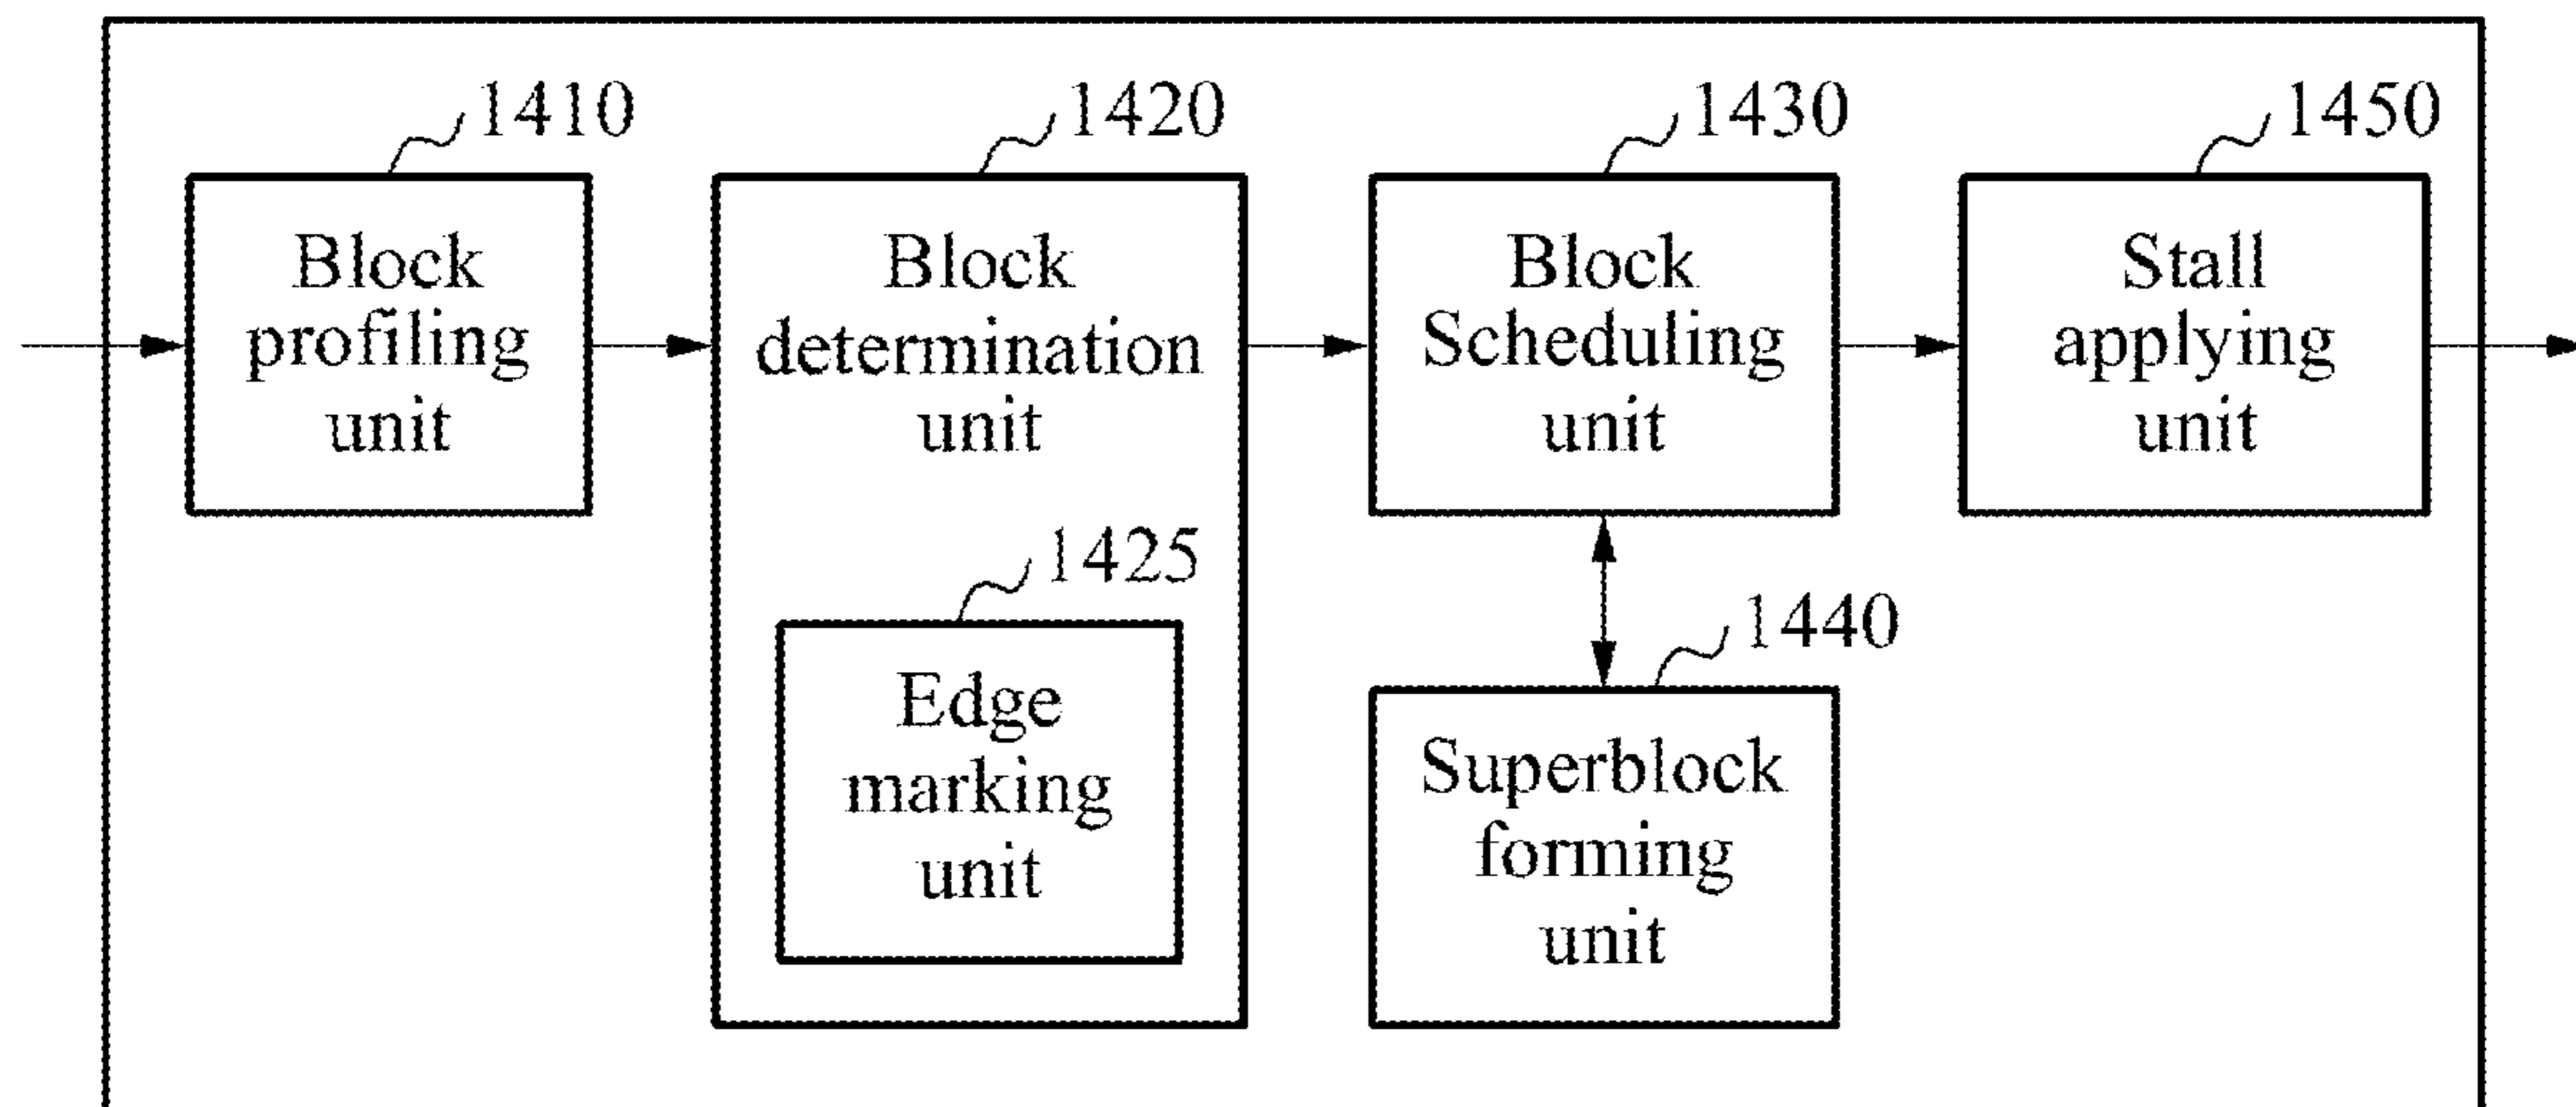 1410
Block
profiling
unit
1420
Block
determination
unit
1425
Edge
marking
unit
1430
Block
Scheduling
unit
1440
Superblock
forming
unit
1450
Stall
applying
unit